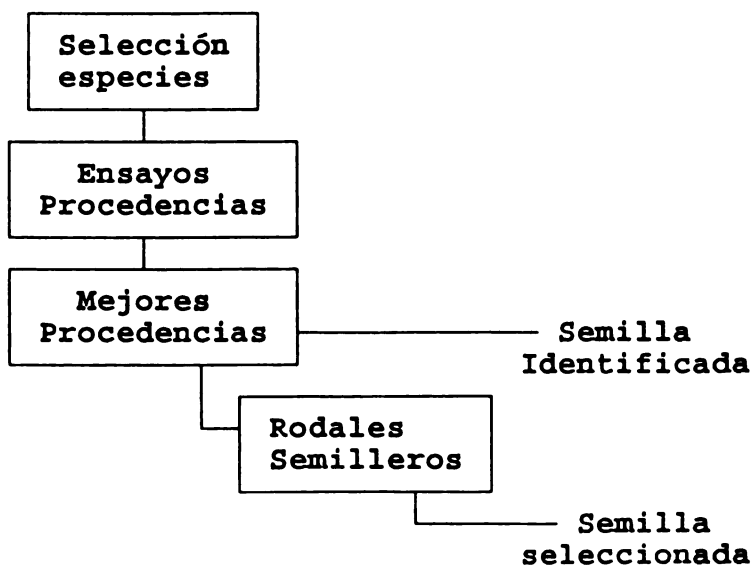 Selección
especies
Ensayos
Procedencias
Mejores
Procedencias
Semilla
Identificada
Rodales
Semilleros
Semilla
seleccionada